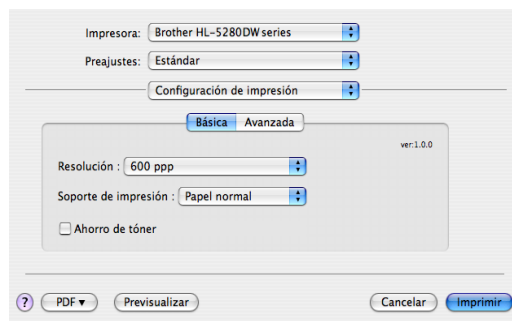 Impresora: Brother HL-5280DW series
Preajustes: Estándar
Configuración de impresión
Básica Avanzada
ver:1.0.0
Resolución : 600 ppp
Soporte de impresión : Papel normal
Ahorro de tóner
? PDF▼ Previsualizar Cancelar Imprimir